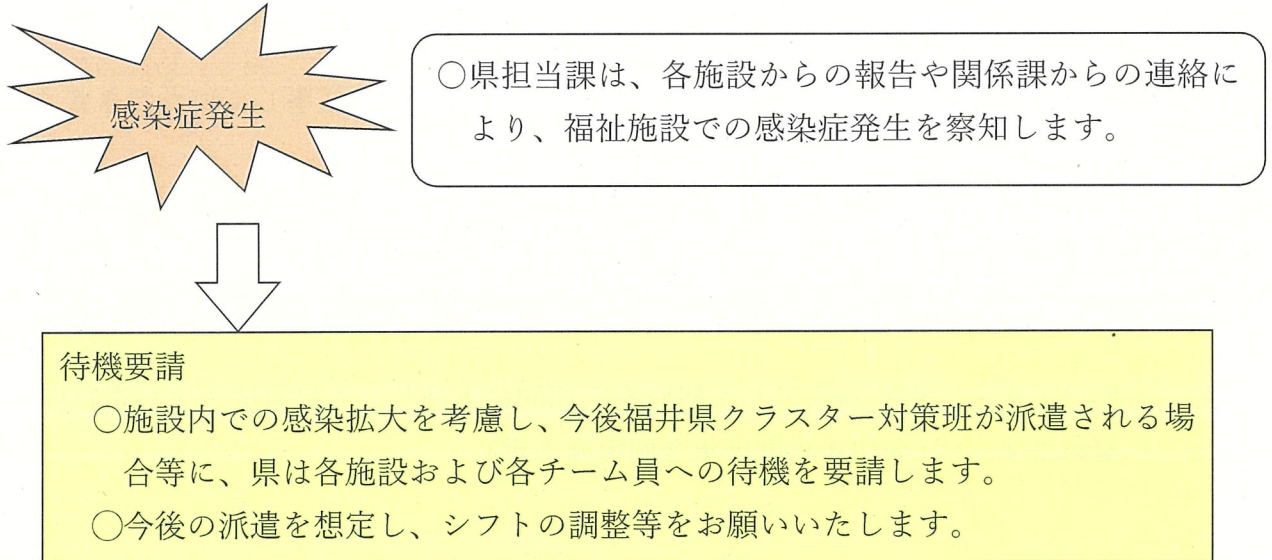 感染症発生
○県担当課は、各施設からの報告や関係課からの連絡に
より、福祉施設での感染症発生を察知します。
待機要請
○施設内での感染拡大を考慮し、今後福井県クラスター対策班が派遣される場
合等に、県は各施設および各チーム員への待機を要請します。
○今後の派遣を想定し、シフトの調整等をお願いいたします。